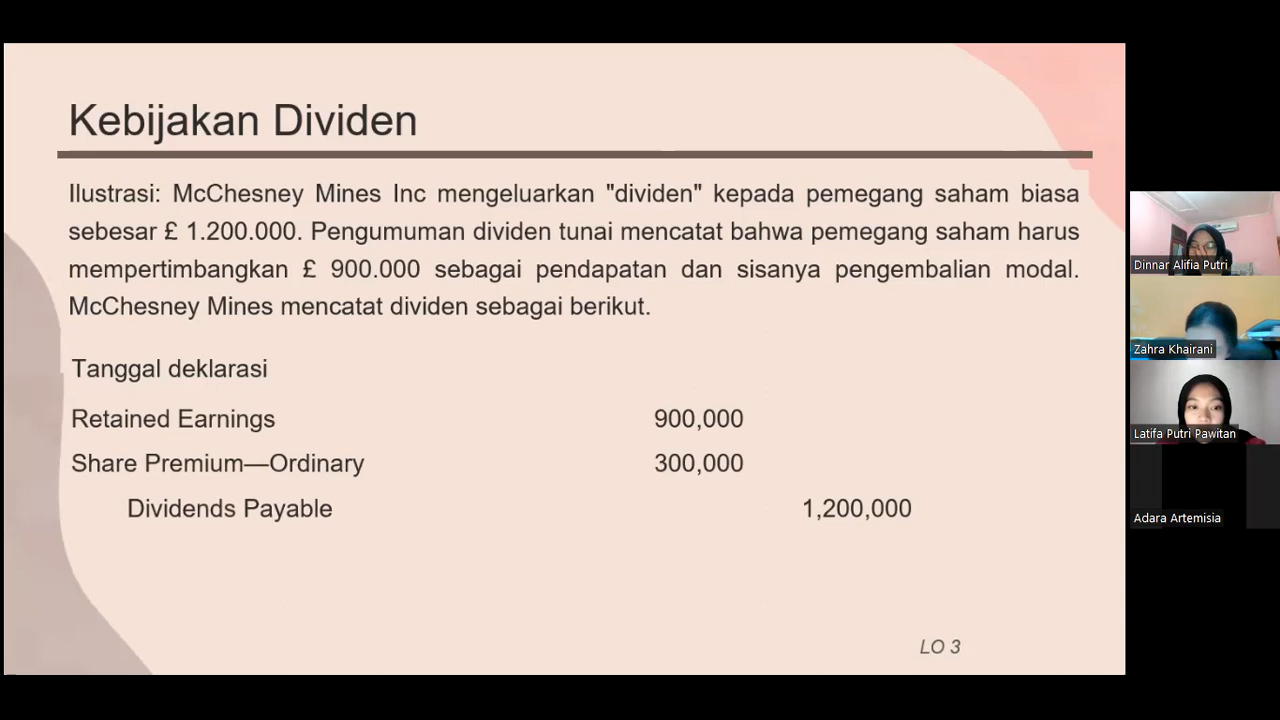 Kebijakan Dividen
Ilustrasi: McChesney Mines Inc mengeluarkan "dividen" kepada pemegang saham biasa
sebesar £ 1.200.000. Pengumuman dividen tunai mencatat bahwa pemegang saham harus
mempertimbangkan £ 900.000 sebagai pendapatan dan sisanya pengembalian modal.
McChesney Mines mencatat dividen sebagai berikut.
Tanggal deklarasi
Retained Earnings 900,000
Share Premium—Ordinary 300,000
Dividends Payable 1,200,000
LO 3
Dinnar Alifia Putri
Zahra Khairani
Latifa Putri Pawitan
Adara Artemisia